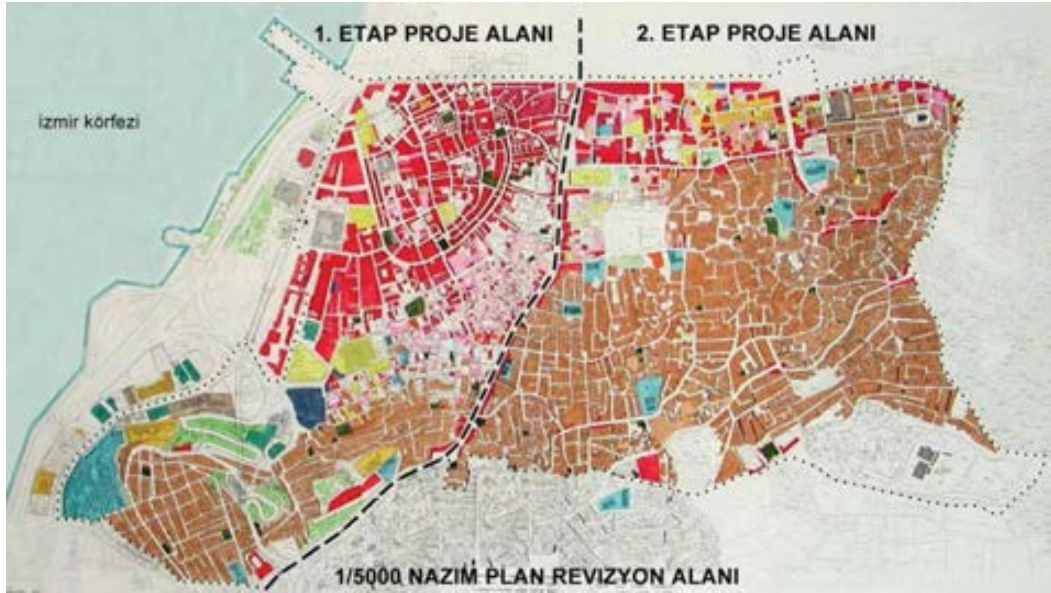 1. ETAP PROJE ALANI
2. ETAP PROJE ALANI
izmir körfezi
1/5000 NAZIM PLAN REVIZYON ALANI